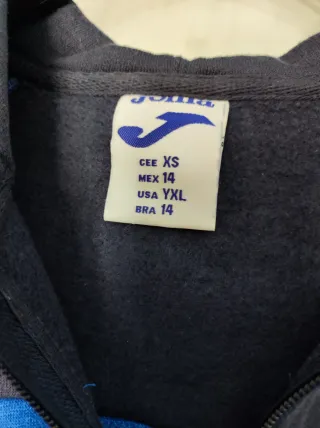 Joma
CEE XS
MEX 14
USA YXL
BRA 14